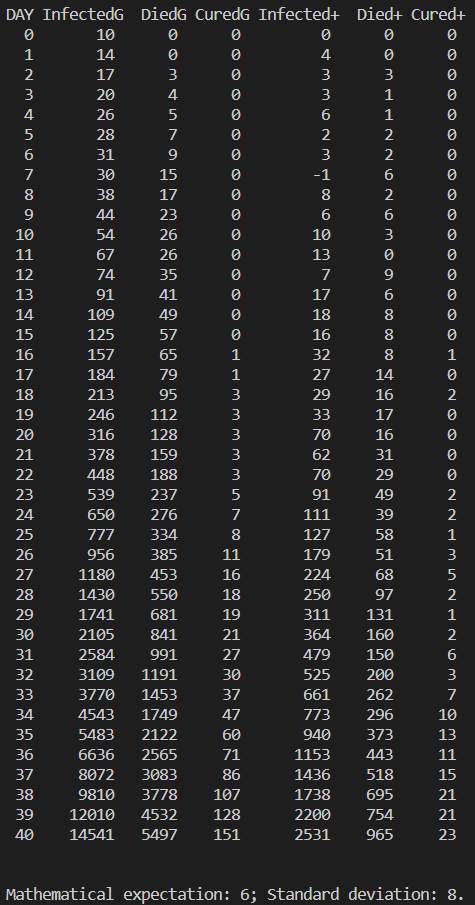 DAY InfectedG DiedG CuredG Infected+ Died+ Cured+
0 10 0 0 0 0 0
1 14 0 0 4 0 0
2 17 3 0 3 3 0
3 20 4 0 3 1 0
4 26 5 0 6 1 0
5 28 7 0 2 2 0
6 31 9 0 3 2 0
7 30 15 0 -1 6 0
8 38 17 0 8 2 0
9 44 23 0 6 6 0
10 54 26 0 10 3 0
11 67 26 0 13 0 0
12 74 35 0 7 9 0
13 91 41 0 17 6 0
14 109 49 0 18 8 0
15 125 57 0 16 8 0
16 157 65 1 32 8 1
17 184 79 1 27 14 0
18 213 95 3 29 16 2
19 246 112 3 33 17 0
20 316 128 3 70 16 0
21 378 159 3 62 31 0
22 448 188 3 70 29 0
23 539 237 5 91 49 2
24 650 276 7 111 39 2
25 777 334 8 127 58 1
26 956 385 11 179 51 3
27 1180 453 16 224 68 5
28 1430 550 18 250 97 2
29 1741 681 19 311 131 1
30 2105 841 21 364 160 2
31 2584 991 27 479 150 6
32 3109 1191 30 525 200 3
33 3770 1453 37 661 262 7
34 4543 1749 47 773 296 10
35 5483 2122 60 940 373 13
36 6636 2565 71 1153 443 11
37 8072 3083 86 1436 518 15
38 9810 3778 107 1738 695 21
39 12010 4532 128 2200 754 21
40 14541 5497 151 2531 965 23
Mathematical expectation: 6; Standard deviation: 8.